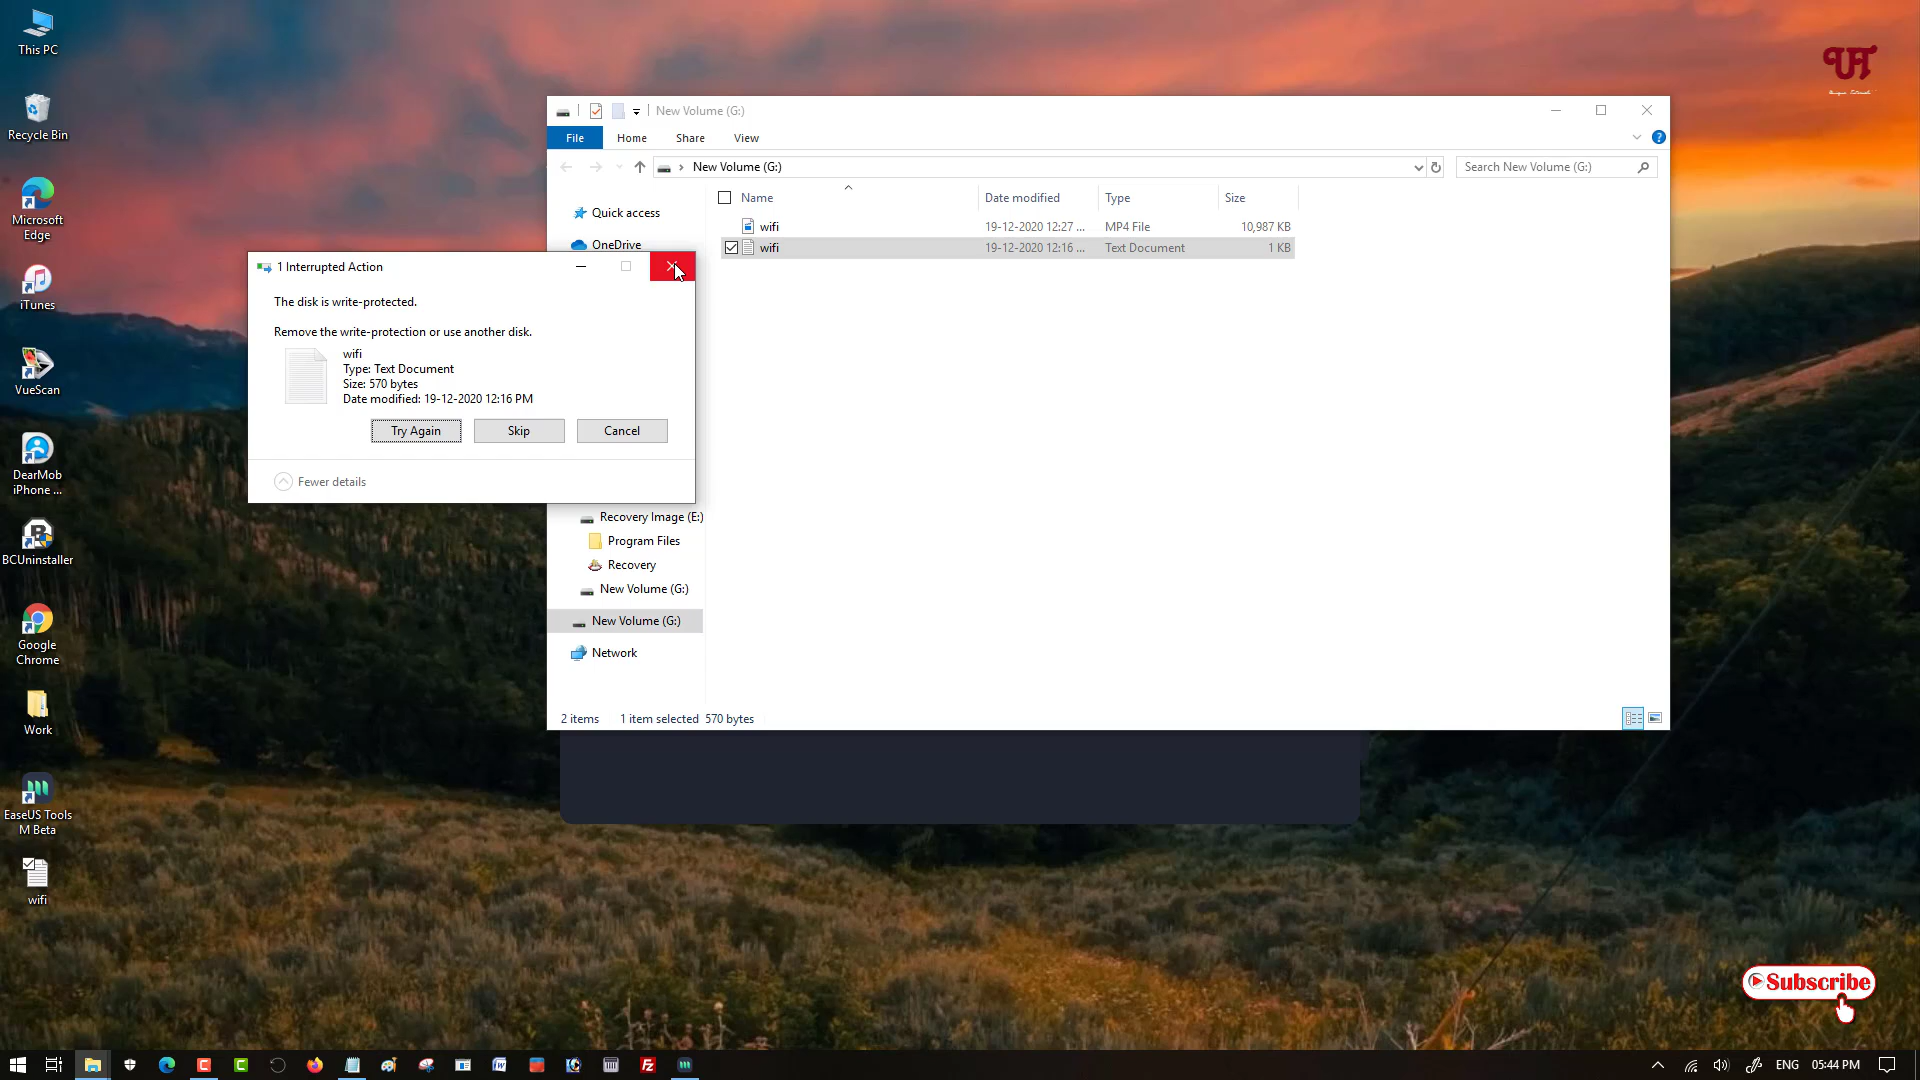 This PC
Recycle Bin
Microsoft
Edge
iTunes
VueScan
DearMob
iPhone ...
BCUninstaller
Google
Chrome
Work
EaseUS Tools
M Beta
wifi
New Volume (G:)
File Home Share View
New Volume (G:)
Search New Volume (G:)
Name Date modified Type Size
wifi 19-12-2020 12:27 ... MP4 File 10,987 KB
wifi 19-12-2020 12:16 ... Text Document 1 KB
Quick access
OneDrive
Recovery Image (E:)
Program Files
Recovery
New Volume (G:)
New Volume (G:)
Network
2 items 1 item selected 570 bytes
1 Interrupted Action
The disk is write-protected.
Remove the write-protection or use another disk.
wifi
Type: Text Document
Size: 570 bytes
Date modified: 19-12-2020 12:16 PM
Try Again Skip Cancel
Fewer details
UT
Subscribe
ENG 05:44 PM